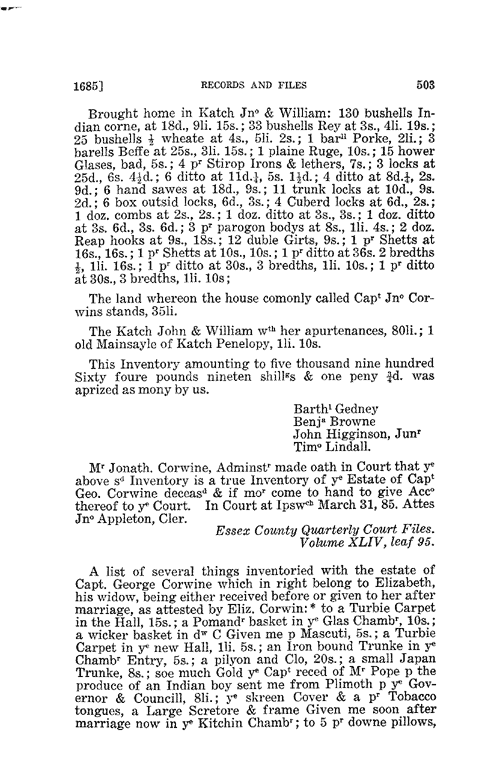 1685] RECORDS AND FILES 503
Brought home in Katch Jnᵒ & William: 130 bushells In-
dian corne, at 18d., 9li. 15s.; 33 bushells Rey at 3s., 4li. 19s.;
25 bushells ½ wheate at 4s., 5li. 2s.; 1 barˡˡ Porke, 2li.; 3
barells Beffe at 25s., 3li. 15s.; 1 plaine Ruge, 10s.; 15 hower
Glases, bad, 5s.; 4 pʳ Stirop Irons & lethers, 7s.; 3 locks at
25d., 6s. 4½d.; 6 ditto at 11d.¼, 5s. 1½d.; 4 ditto at 8d.¼, 2s.
9d.; 6 hand sawes at 18d., 9s.; 11 trunk locks at 10d., 9s.
2d.; 6 box outsid locks, 6d., 3s.; 4 Cuberd locks at 6d., 2s.;
1 doz. combs at 2s., 2s.; 1 doz. ditto at 3s., 3s.; 1 doz. ditto
at 3s. 6d., 3s. 6d.; 3 pʳ parogon bodys at 8s., 1li. 4s.; 2 doz.
Reap hooks at 9s., 18s.; 12 duble Girts, 9s.; 1 pʳ Shetts at
16s., 16s.; 1 pʳ Shetts at 10s., 10s.; 1 pʳ ditto at 36s. 2 bredths
½, 1li. 16s.; 1 pʳ ditto at 30s., 3 bredths, 1li. 10s.; 1 pʳ ditto
at 30s., 3 bredths, 1li. 10s;
The land whereon the house comonly called Capᵗ Jnᵒ Cor-
wins stands, 35li.
The Katch John & William wᵗʰ her apurtenances, 80li.; 1
old Mainsayle of Katch Penelopy, 1li. 10s.
This Inventory amounting to five thousand nine hundred
Sixty foure pounds nineten shillᵍs & one peny ¾d. was
aprized as mony by us.
Barthˡ Gedney
Benjᵃ Browne
John Higginson, Junʳ
Timᵒ Lindall.
Mʳ Jonath. Corwine, Adminstʳ made oath in Court that yᵉ
above sᵈ Inventory is a true Inventory of yᵉ Estate of Capᵗ
Geo. Corwine deceasᵈ & if moʳ come to hand to give Accᵒ
thereof to yᵉ Court. In Court at Ipswᶜʰ March 31, 85. Attes
Jnᵒ Appleton, Cler.
Essex County Quarterly Court Files.
Volume XLIV, leaf 95.
A list of several things inventoried with the estate of
Capt. George Corwine which in right belong to Elizabeth,
his widow, being either received before or given to her after
marriage, as attested by Eliz. Corwin:* to a Turbie Carpet
in the Hall, 15s.; a Pomandʳ basket in yᵉ Glas Chambʳ, 10s.;
a wicker basket in dʷ C Given me p Mascuti, 5s.; a Turbie
Carpet in yᵉ new Hall, 1li. 5s.; an Iron bound Trunke in yᵉ
Chambʳ Entry, 5s.; a pilyon and Clo, 20s.; a small Japan
Trunke, 8s.; soe much Gold yᵉ Capᵗ reced of Mʳ Pope p the
produce of an Indian boy sent me from Plimoth p yᵉ Gov-
ernor & Councill, 8li.; yᵉ skreen Cover & a pʳ Tobacco
tongues, a Large Scretore & frame Given me soon after
marriage now in yᵉ Kitchin Chambʳ; to 5 pʳ downe pillows,